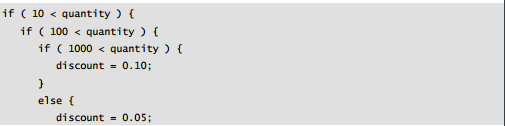 if ( 10 < quantity ) {
if ( 100 < quantity ) {
if ( 1000 < quantity ) {
discount = 0.10;
}
else {
discount = 0.05;